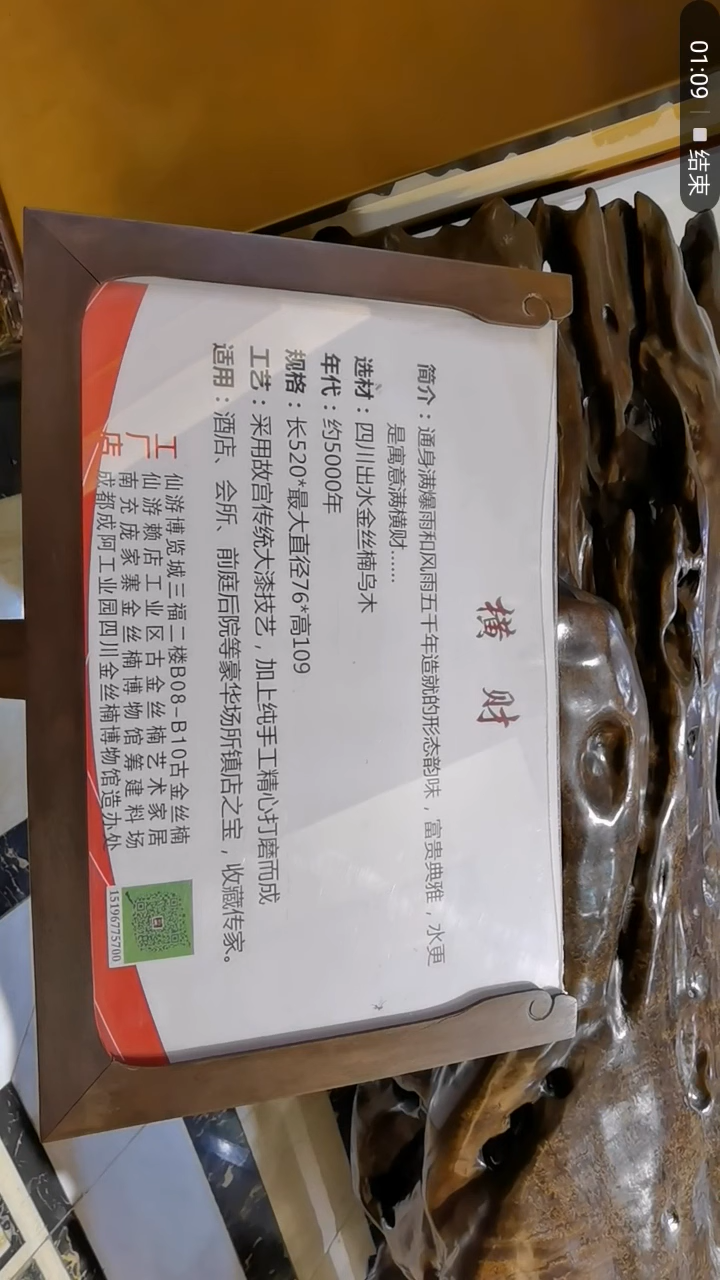 01:09 结束
横财
简介：通身满爆雨和风雨五千年造就的形态韵味，富贵典雅，水更
是寓意满横财……
选材：四川出水金丝楠乌木
年代：约5000年
规格：长520*最大直径76*高109
工艺：采用故宫传统大漆技艺，加上纯手工精心打磨而成
适用：酒店、会所、前庭后院等豪华场所镇店之宝，收藏传家。
工厂店
仙游博览城三福二楼B08-B10古金丝楠
仙游赖店工业区古金丝楠艺术家居
南充庞家寨金丝楠博物馆筹建料场
成都成阿工业园四川金丝楠博物馆造办处
15196775700